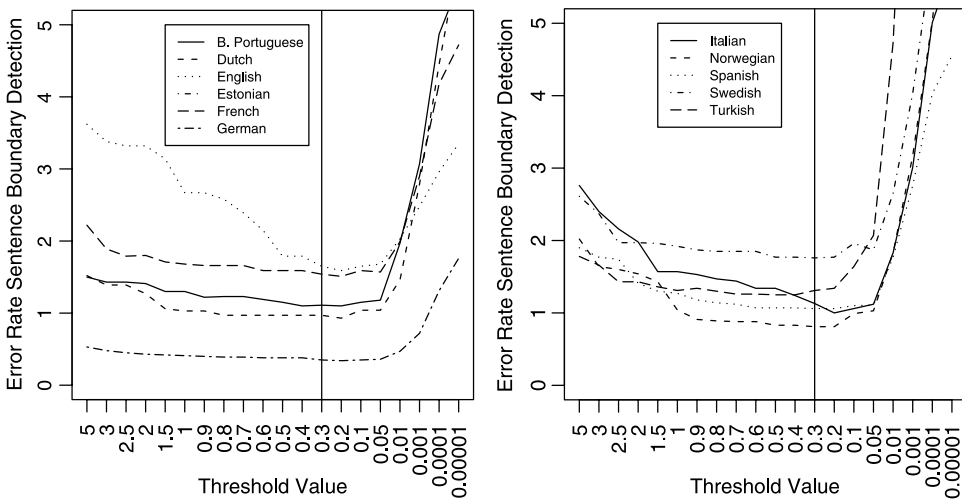 Error Rate Sentence Boundary Detection
5
4
3
2
1
0
B. Portuguese
Dutch
English
Estonian
French
German
5 3 2.5 2 1.5 1 0.9 0.8 0.7 0.6 0.5 0.4 0.3 0.2 0.1 0.05 0.01 0.001 0.0001 0.00001
Threshold Value
Error Rate Sentence Boundary Detection
5
4
3
2
1
0
Italian
Norwegian
Spanish
Swedish
Turkish
5 3 2.5 2 1.5 1 0.9 0.8 0.7 0.6 0.5 0.4 0.3 0.2 0.1 0.05 0.01 0.001 0.0001 0.00001
Threshold Value